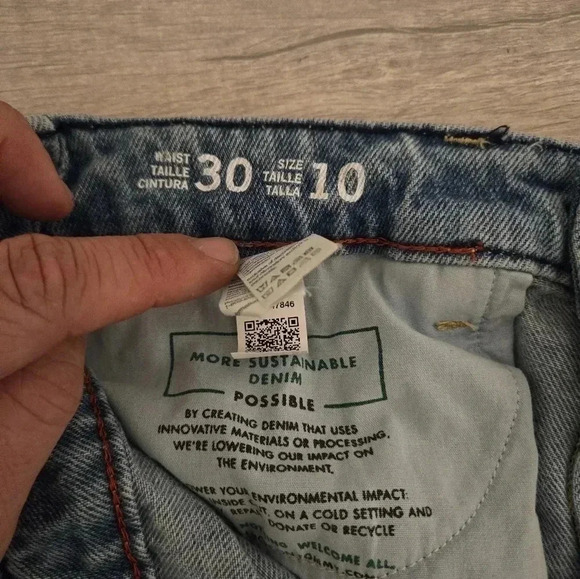 WAIST
TAILLE
CINTURA
30
SIZE
TAILLE
TALLA
10
7846
MORE SUSTAINABLE
DENIM
POSSIBLE
BY CREATING DENIM THAT USES
INNOVATIVE MATERIALS OR PROCESSING,
WE'RE LOWERING OUR IMPACT ON
THE ENVIRONMENT.
YOUR ENVIRONMENTAL IMPACT:
ON A COLD SETTING AND
DONATE OR RECYCLE
WELCOME ALL.